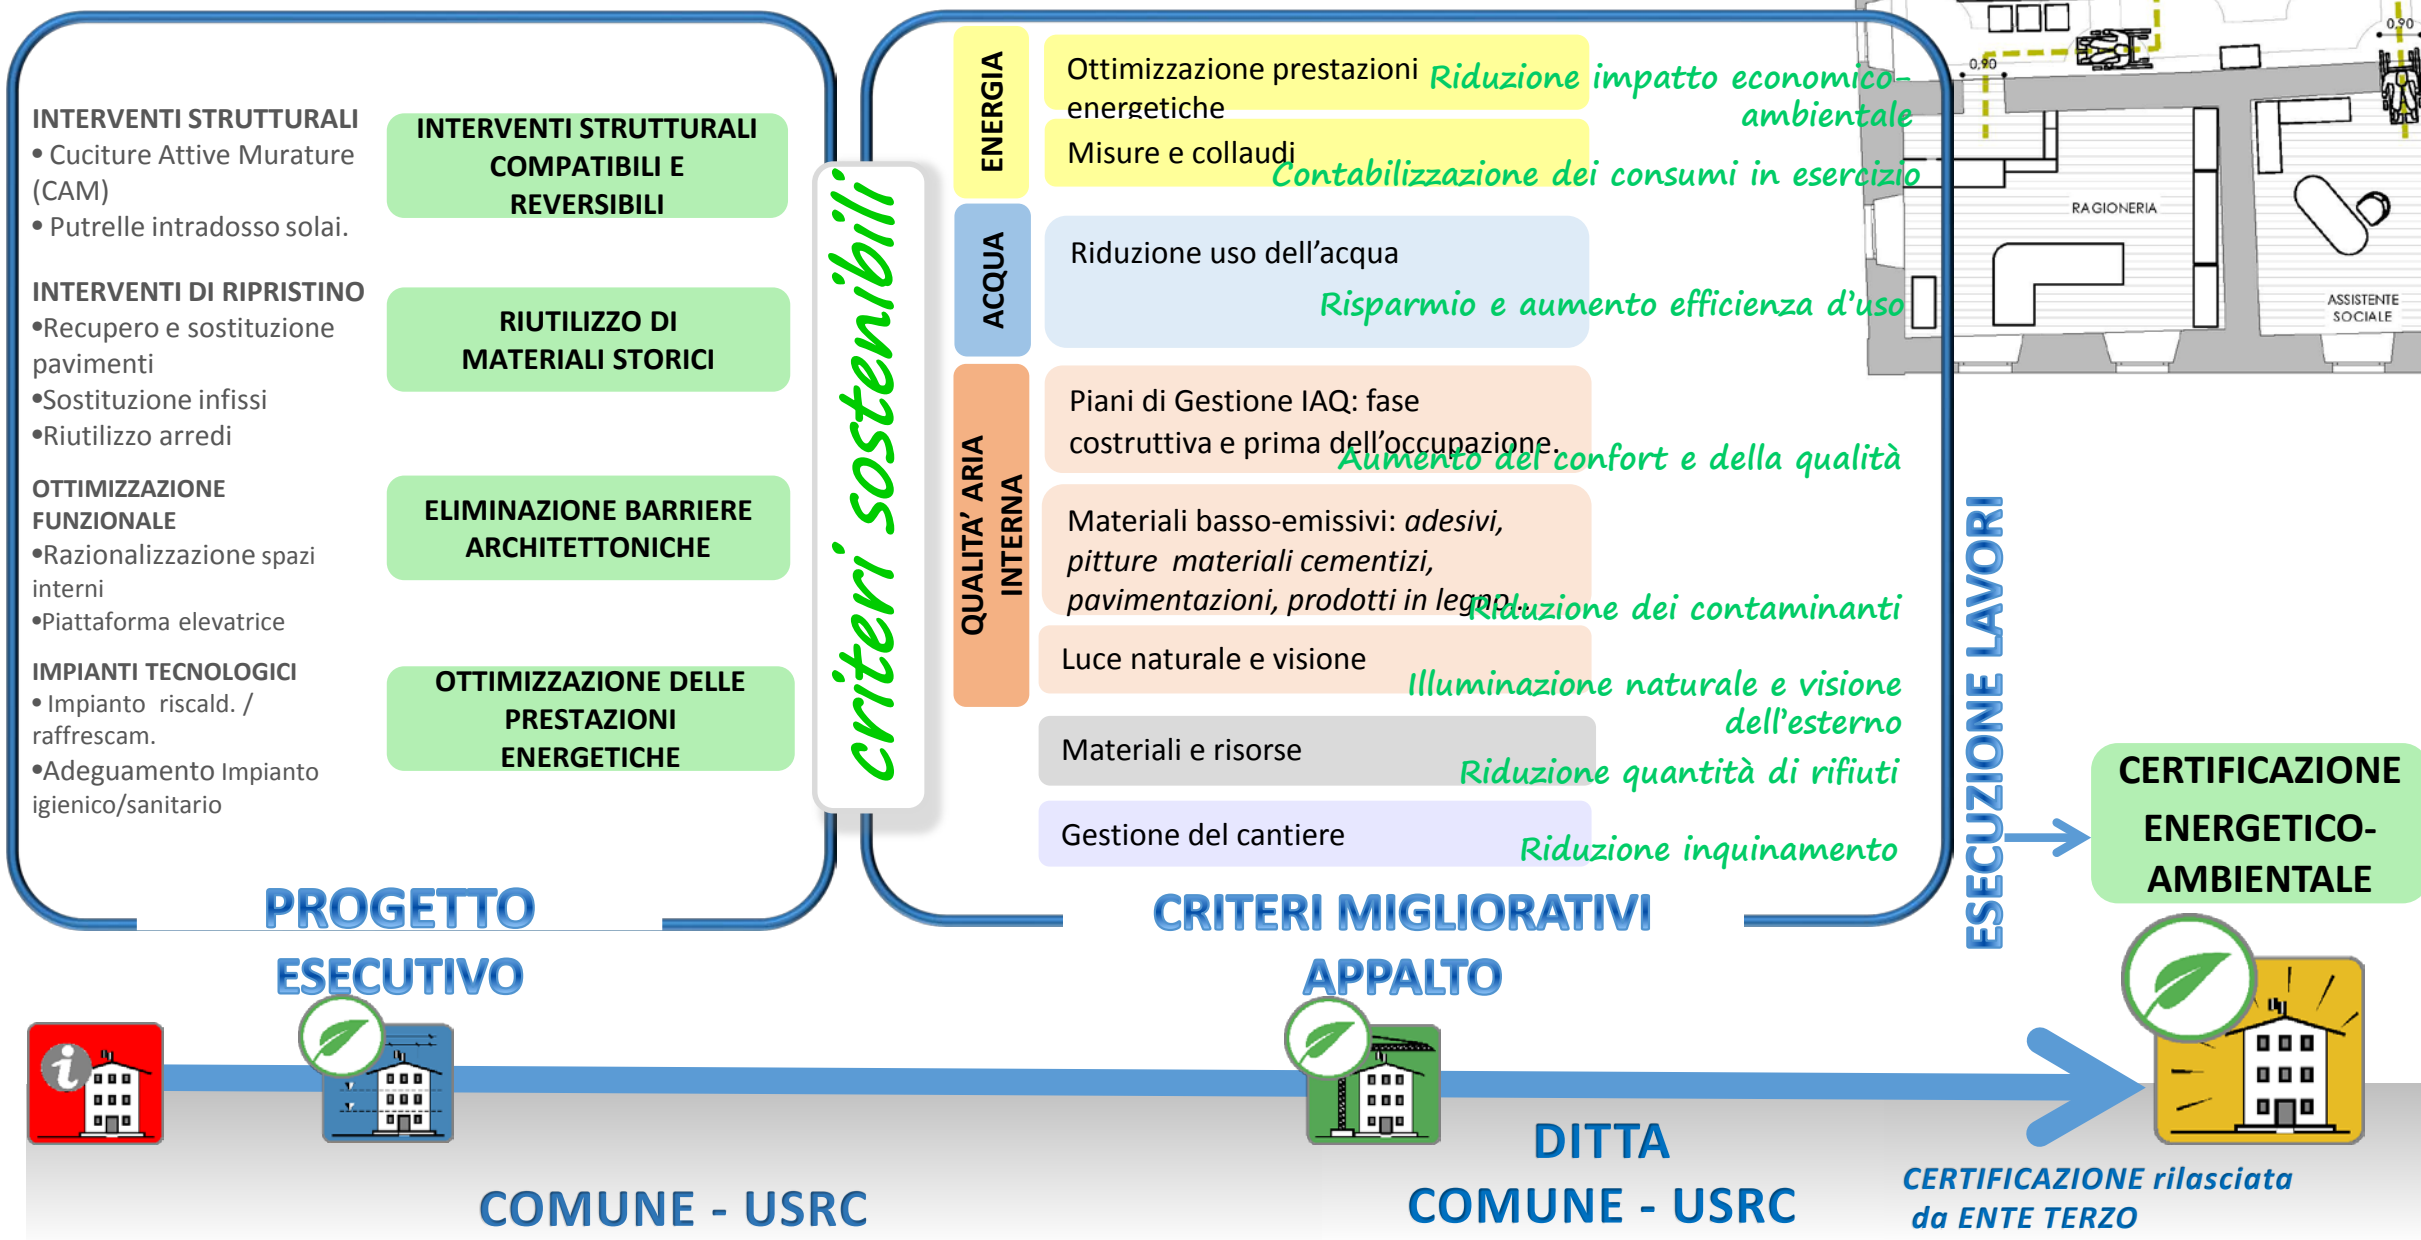 INTERVENTI STRUTTURALI
• Cuciture Attive Murature
(CAM)
• Putrelle intradosso solai.
INTERVENTI DI RIPRISTINO
•Recupero e sostituzione
pavimenti
•Sostituzione infissi
•Riutilizzo arredi
OTTIMIZZAZIONE
FUNZIONALE
•Razionalizzazione spazi
interni
•Piattaforma elevatrice
IMPIANTI TECNOLOGICI
• Impianto riscald. /
raffrescam.
•Adeguamento Impianto
igienico/sanitario
INTERVENTI STRUTTURALI
COMPATIBILI E
REVERSIBILI
RIUTILIZZO DI
MATERIALI STORICI
ELIMINAZIONE BARRIERE
ARCHITETTONICHE
OTTIMIZZAZIONE DELLE
PRESTAZIONI
ENERGETICHE
PROGETTO
ESECUTIVO
criteri sostenibili
ENERGIA
Ottimizzazione prestazioni
energetiche
Riduzione impatto economico-
ambientale
Misure e collaudi
Contabilizzazione dei consumi in esercizio
ACQUA
Riduzione uso dell’acqua
Risparmio e aumento efficienza d’uso
QUALITA’ ARIA
INTERNA
Piani di Gestione IAQ: fase
costruttiva e prima dell’occupazione.
Aumento del confort e della qualità
Materiali basso-emissivi: adesivi,
pitture materiali cementizi,
pavimentazioni, prodotti in legno…
Riduzione dei contaminanti
Luce naturale e visione
Illuminazione naturale e visione
dell’esterno
Materiali e risorse
Riduzione quantità di rifiuti
Gestione del cantiere
Riduzione inquinamento
CRITERI MIGLIORATIVI
APPALTO
0,90
0,90
RAGIONERIA
ASSISTENTE
SOCIALE
ESECUZIONE LAVORI
CERTIFICAZIONE
ENERGETICO-
AMBIENTALE
i
COMUNE - USRC
DITTA
COMUNE - USRC
CERTIFICAZIONE rilasciata
da ENTE TERZO